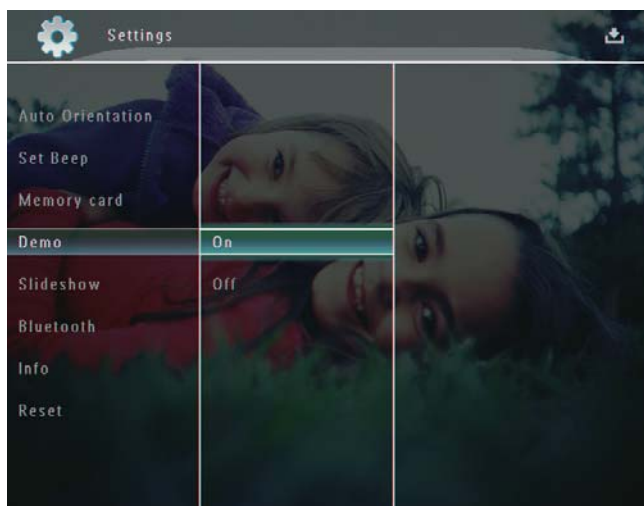 Settings
Auto Orientation
Set Beep
Memory card
Demo
On
Slideshow
Off
Bluetooth
Info
Reset